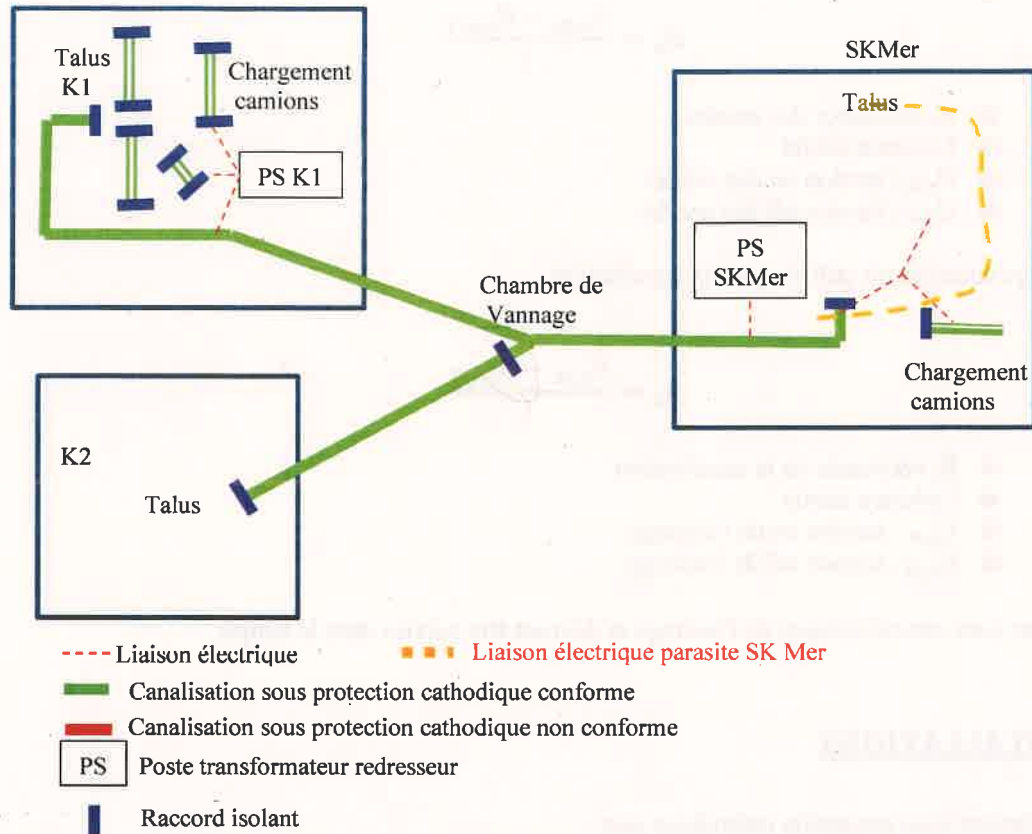 Talus
K1
Chargement
camions
PS K1
SKMer
Talus
PS
SKMer
Chambre de
Vannage
Chargement
camions
K2
Talus
Liaison électrique
Liaison électrique parasite SK Mer
Canalisation sous protection cathodique conforme
Canalisation sous protection cathodique non conforme
PS Poste transformateur redresseur
Raccord isolant